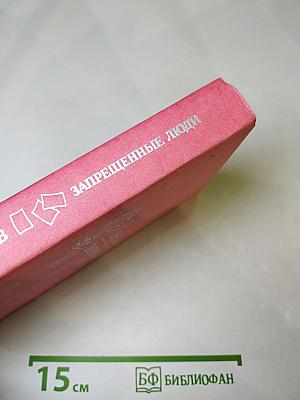 В ЗАПРЕЩЕННЫЕ ЛЮДИ
15 см
БФ БИБЛИОФАН